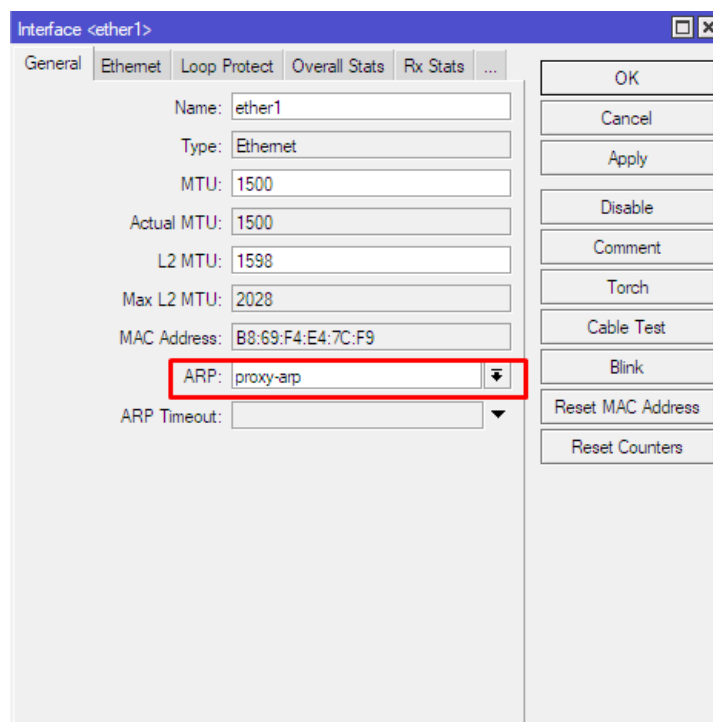 Interface <ether1>
General Ethernet Loop Protect Overall Stats Rx Stats ...
Name: ether1
Type: Ethernet
MTU: 1500
Actual MTU: 1500
L2 MTU: 1598
Max L2 MTU: 2028
MAC Address: B8:69:F4:E4:7C:F9
ARP: proxy-arp
ARP Timeout:
OK
Cancel
Apply
Disable
Comment
Torch
Cable Test
Blink
Reset MAC Address
Reset Counters